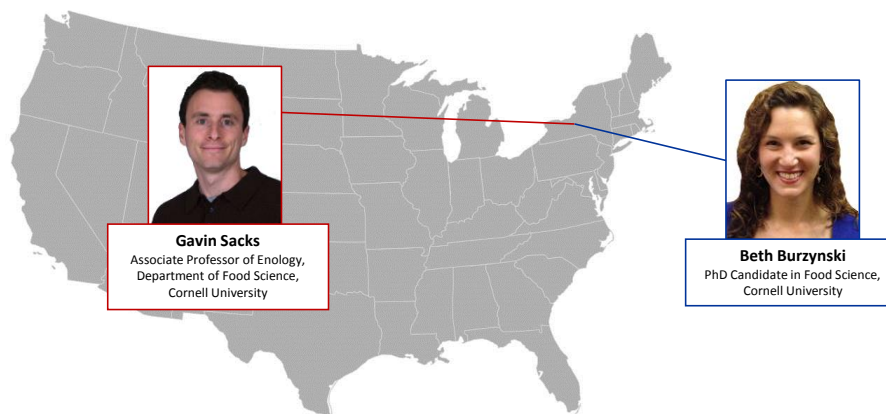 Gavin Sacks
Associate Professor of Enology,
Department of Food Science,
Cornell University
Beth Burzynski
PhD Candidate in Food Science,
Cornell University